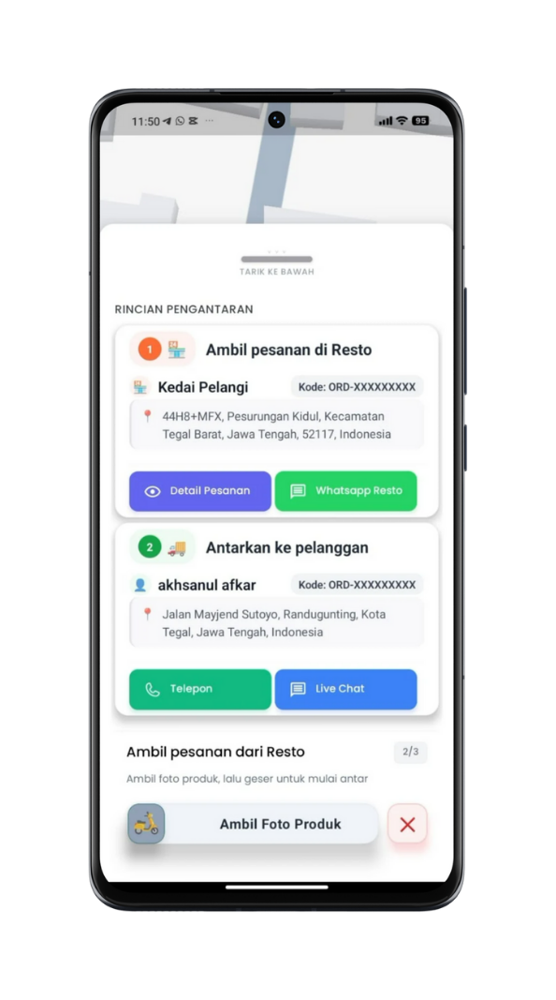 11:50
95
TARIK KE BAWAH
RINCIAN PENGANTARAN
1 Ambil pesanan di Resto
Kedai Pelangi Kode: ORD-XXXXXXXXX
44H8+MFX, Pesurungan Kidul, Kecamatan
Tegal Barat, Jawa Tengah, 52117, Indonesia
Detail Pesanan Whatsapp Resto
2 Antarkan ke pelanggan
akhsanul afkar Kode: ORD-XXXXXXXXX
Jalan Mayjend Sutoyo, Randugunting, Kota
Tegal, Jawa Tengah, Indonesia
Telepon Live Chat
Ambil pesanan dari Resto 2/3
Ambil foto produk, lalu geser untuk mulai antar
Ambil Foto Produk